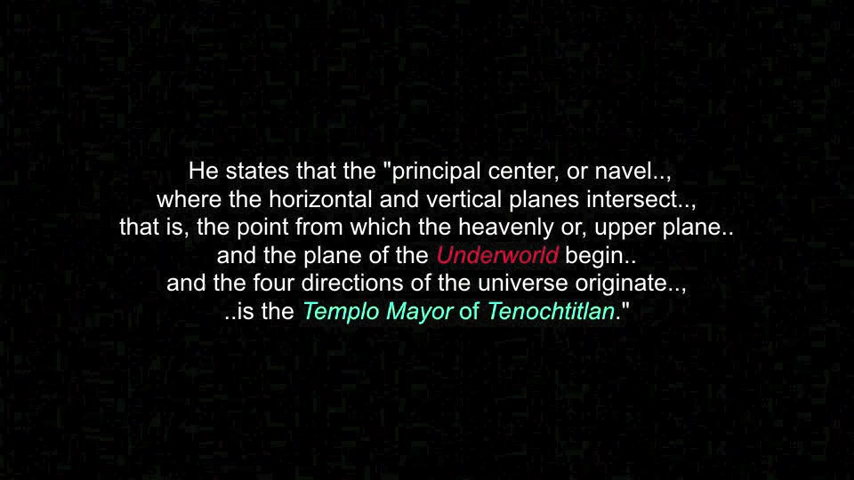 He states that the "principal center, or navel..,
where the horizontal and vertical planes intersect..,
that is, the point from which the heavenly or, upper plane..
and the plane of the Underworld begin..
and the four directions of the universe originate..,
..is the Templo Mayor of Tenochtitlan."